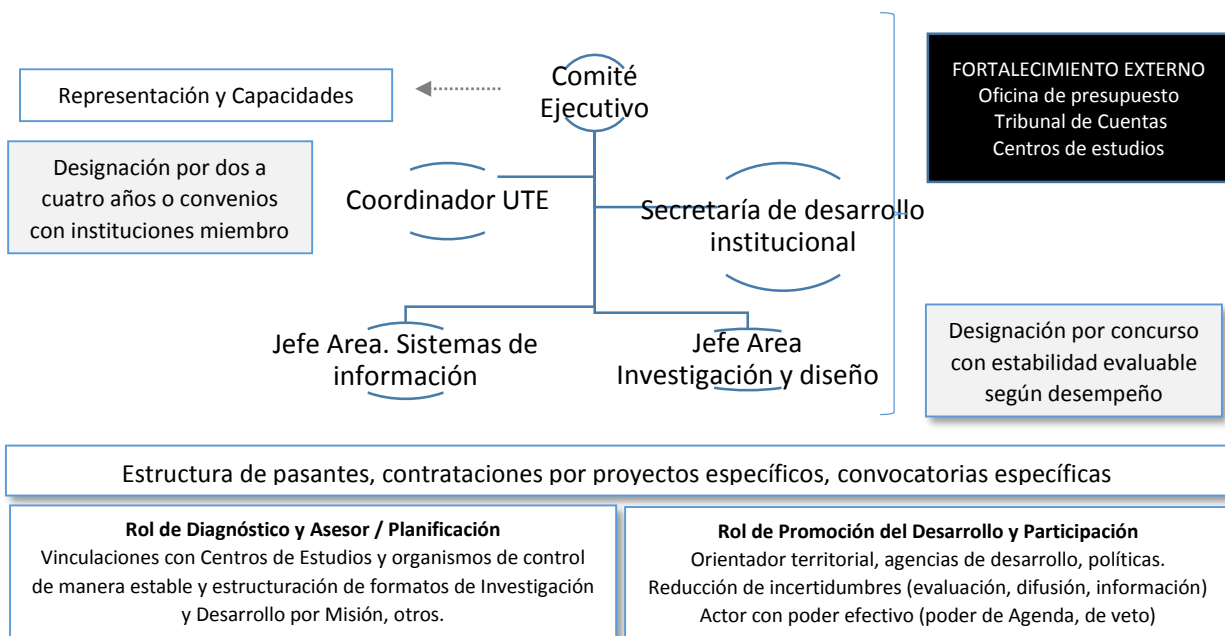 Comité
Ejecutivo
Representación y Capacidades
FORTALECIMIENTO EXTERNO
Oficina de presupuesto
Tribunal de Cuentas
Centros de estudios
Designación por dos a
cuatro años o convenios
con instituciones miembro
Coordinador UTE
Secretaría de desarrollo
institucional
Jefe Area. Sistemas de
información
Jefe Area
Investigación y diseño
Designación por concurso
con estabilidad evaluable
según desempeño
Estructura de pasantes, contrataciones por proyectos específicos, convocatorias específicas
Rol de Diagnóstico y Asesor / Planificación
Vinculaciones con Centros de Estudios y organismos de control
de manera estable y estructuración de formatos de Investigación
y Desarrollo por Misión, otros.
Rol de Promoción del Desarrollo y Participación
Orientador territorial, agencias de desarrollo, políticas.
Reducción de incertidumbres (evaluación, difusión, información)
Actor con poder efectivo (poder de Agenda, de veto)